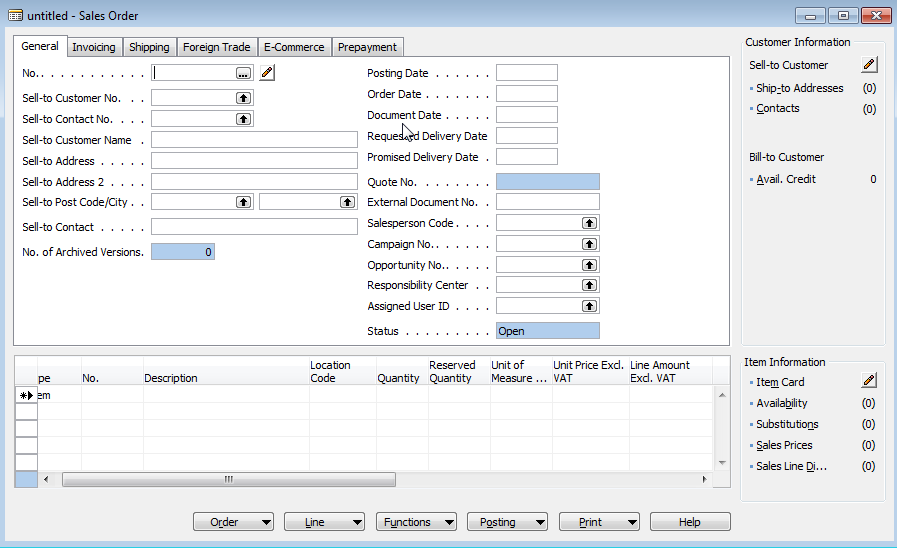 untitled - Sales Order
General Invoicing Shipping Foreign Trade E-Commerce Prepayment
No. . . . . . . . . . . . ...
Sell-to Customer No. . .
Sell-to Contact No. . . .
Sell-to Customer Name .
Sell-to Address . . . . .
Sell-to Address 2 . . . .
Sell-to Post Code/City . .
Sell-to Contact . . . . .
No. of Archived Versions. 0
Posting Date . . . . . .
Order Date . . . . . . .
Document Date . . . . .
Requested Delivery Date
Promised Delivery Date .
Quote No. . . . . . . .
External Document No. .
Salesperson Code . . . .
Campaign No. . . . . . .
Opportunity No. . . . . .
Responsibility Center . .
Assigned User ID . . . .
Status . . . . . . . . . Open
Customer Information
Sell-to Customer
Ship-to Addresses (0)
Contacts (0)
Bill-to Customer
Avail. Credit 0
ype No. Description Location Code Quantity Reserved Quantity Unit of Measure ... Unit Price Excl. VAT Line Amount Excl. VAT
em
Item Information
Item Card
Availability (0)
Substitutions (0)
Sales Prices (0)
Sales Line Di... (0)
Order Line Functions Posting Print Help